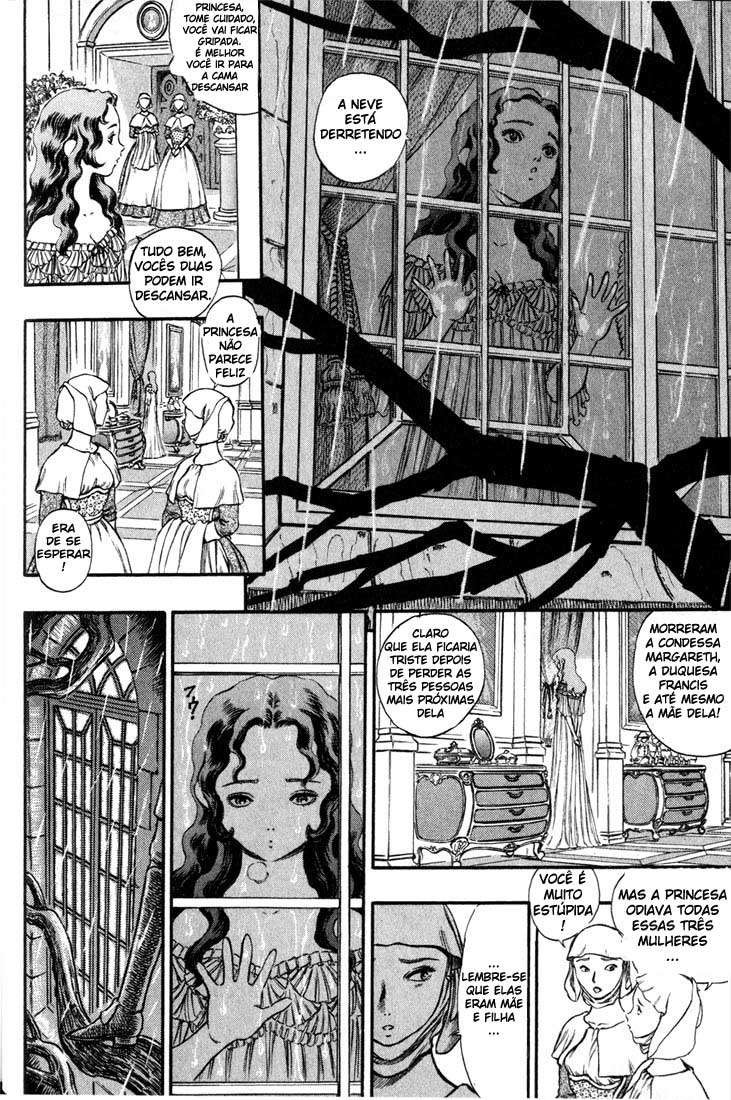 A NEVE
ESTÁ
DERRETENDO
...
PRINCESA,
TOME CUIDADO,
VOCÊ VAI FICAR
GRIPADA.
É MELHOR
VOCÊ IR PARA
A CAMA
DESCANSAR
TUDO BEM,
VOCÊS DUAS
PODEM IR
DESCANSAR.
A
PRINCESA
NÃO
PARECE
FELIZ
ERA
DE SE
ESPERAR
!
MORRERAM
A CONDESSA
MARGARETH,
A DUQUESA
FRANCIS
E ATÉ MESMO
A MÃE DELA!
CLARO
QUE ELA FICARIA
TRISTE DEPOIS
DE PERDER AS
TRÊS PESSOAS
MAIS PRÓXIMAS
DELA
MAS A PRINCESA
ODIAVA TODAS
ESSAS TRÊS
MULHERES
...
VOCÊ É
MUITO
ESTÚPIDA
!
...
LEMBRE-SE
QUE ELAS
ERAM MÃE
E FILHA
...
フウ!